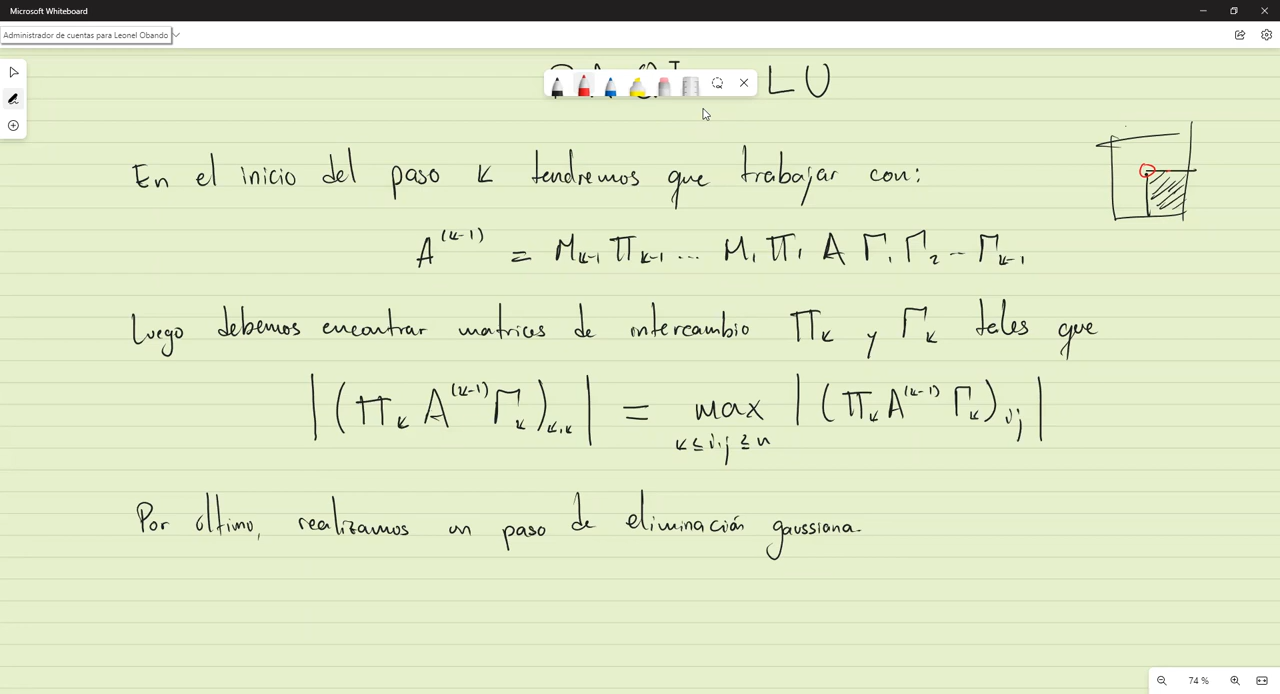 Microsoft Whiteboard
Administrador de cuentas para Leonel Obando
LU
En el inicio del paso k tendremos que trabajar con:
A^(k-1) = M_{k-1} Π_{k-1} ... M_1 Π_1 A Γ_1 Γ_2 ... Γ_{k-1}
Luego debemos encontrar matrices de intercambio Π_k y Γ_k tales que
| (Π_k A^(k-1) Γ_k)_{k,k} | = max_{k ≤ i,j ≤ n} | (Π_k A^(k-1) Γ_k)_{ij} |
Por último, realizamos un paso de eliminación gaussiana.
74 %